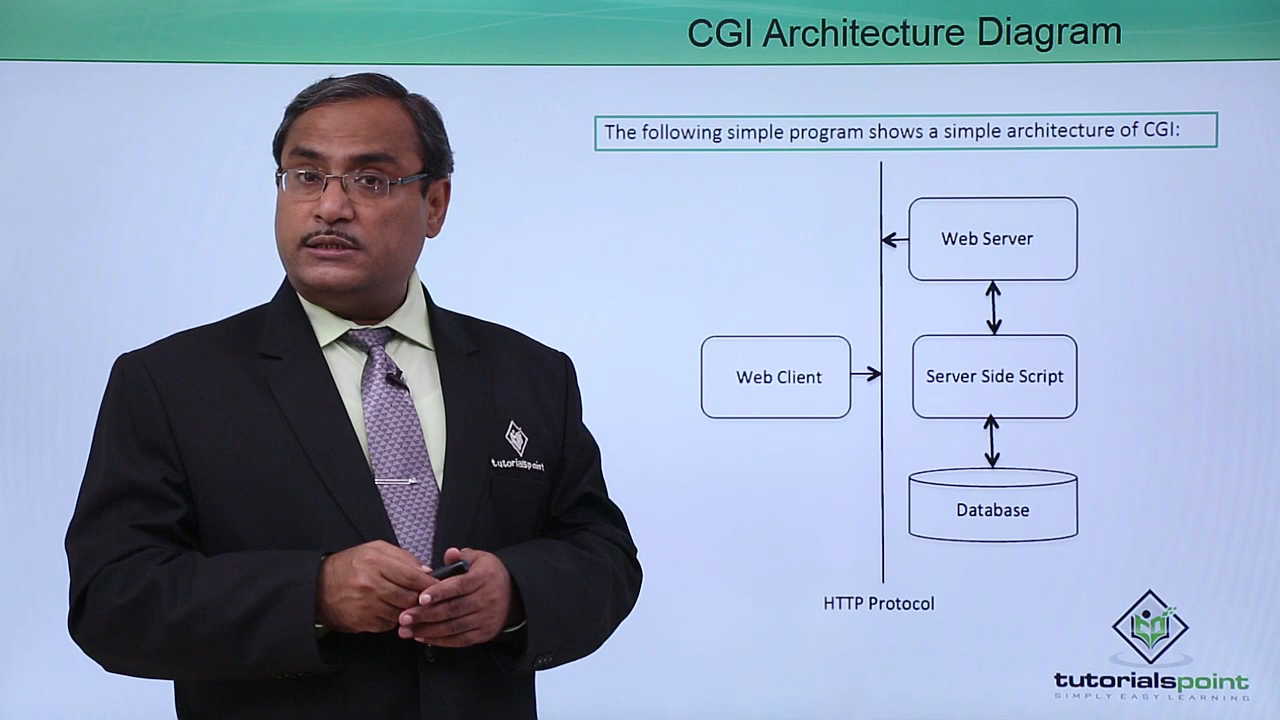 CGI Architecture Diagram
The following simple program shows a simple architecture of CGI:
Web Server
Web Client
Server Side Script
Database
HTTP Protocol
tutorialspoint
tutorialspoint
SIMPLY EASY LEARNING